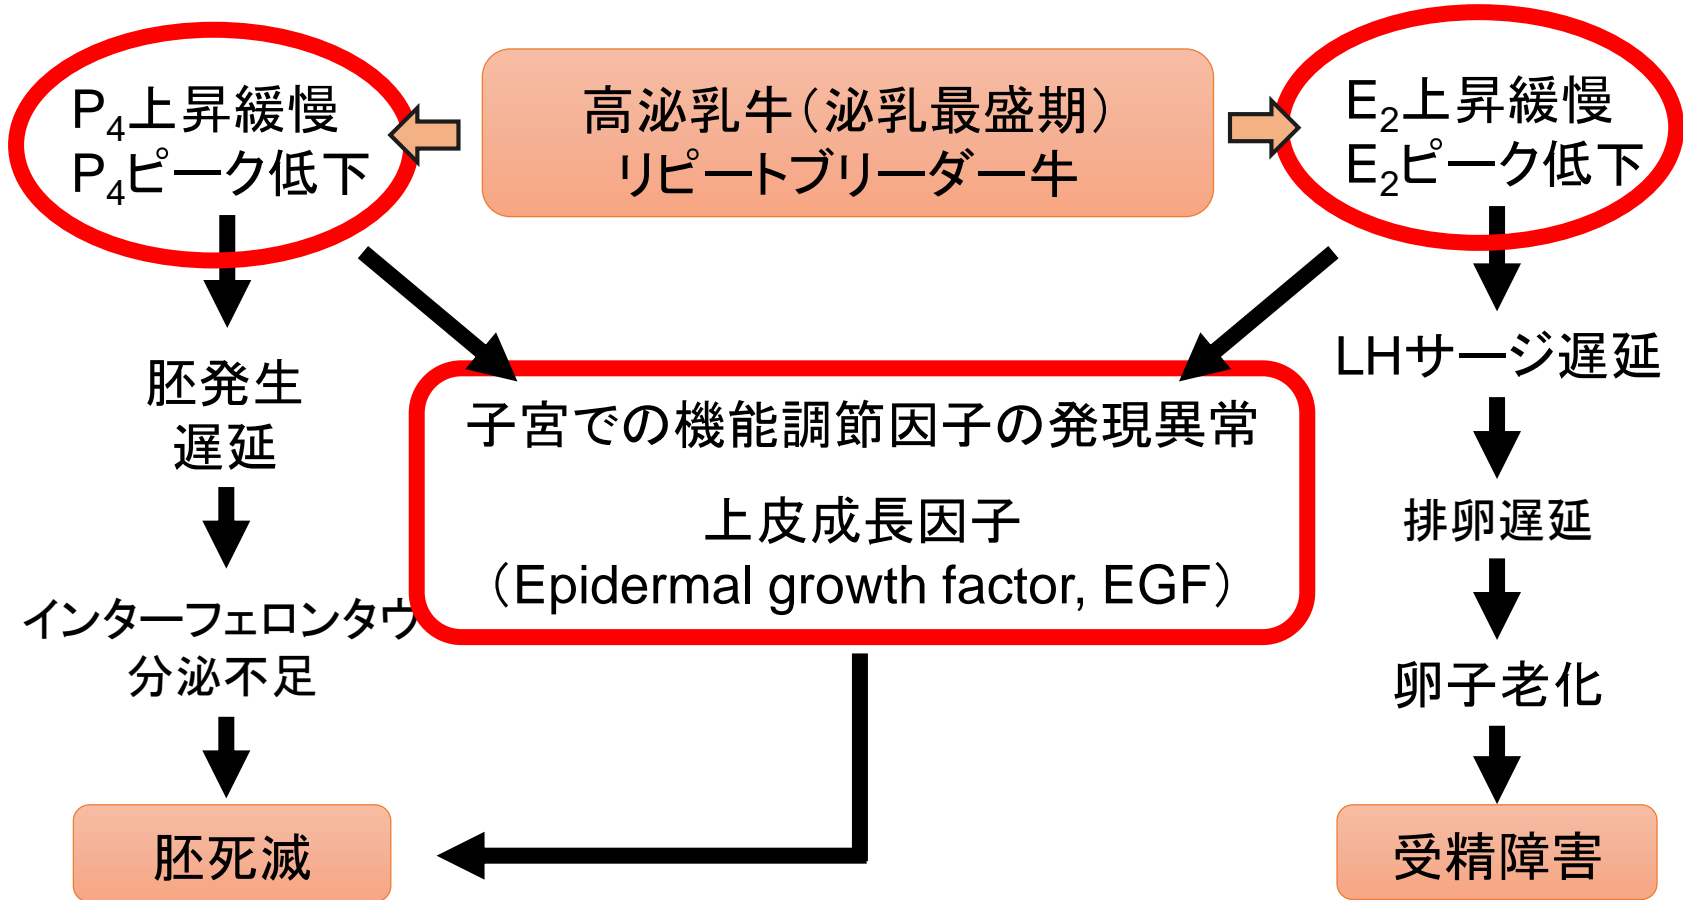 P4上昇緩慢
P4ピーク低下
高泌乳牛（泌乳最盛期）
リピートブリーダー牛
E2上昇緩慢
E2ピーク低下
胚発生
遅延
インターフェロンタウ
分泌不足
胚死滅
子宮での機能調節因子の発現異常
上皮成長因子
（Epidermal growth factor, EGF）
LHサージ遅延
排卵遅延
卵子老化
受精障害